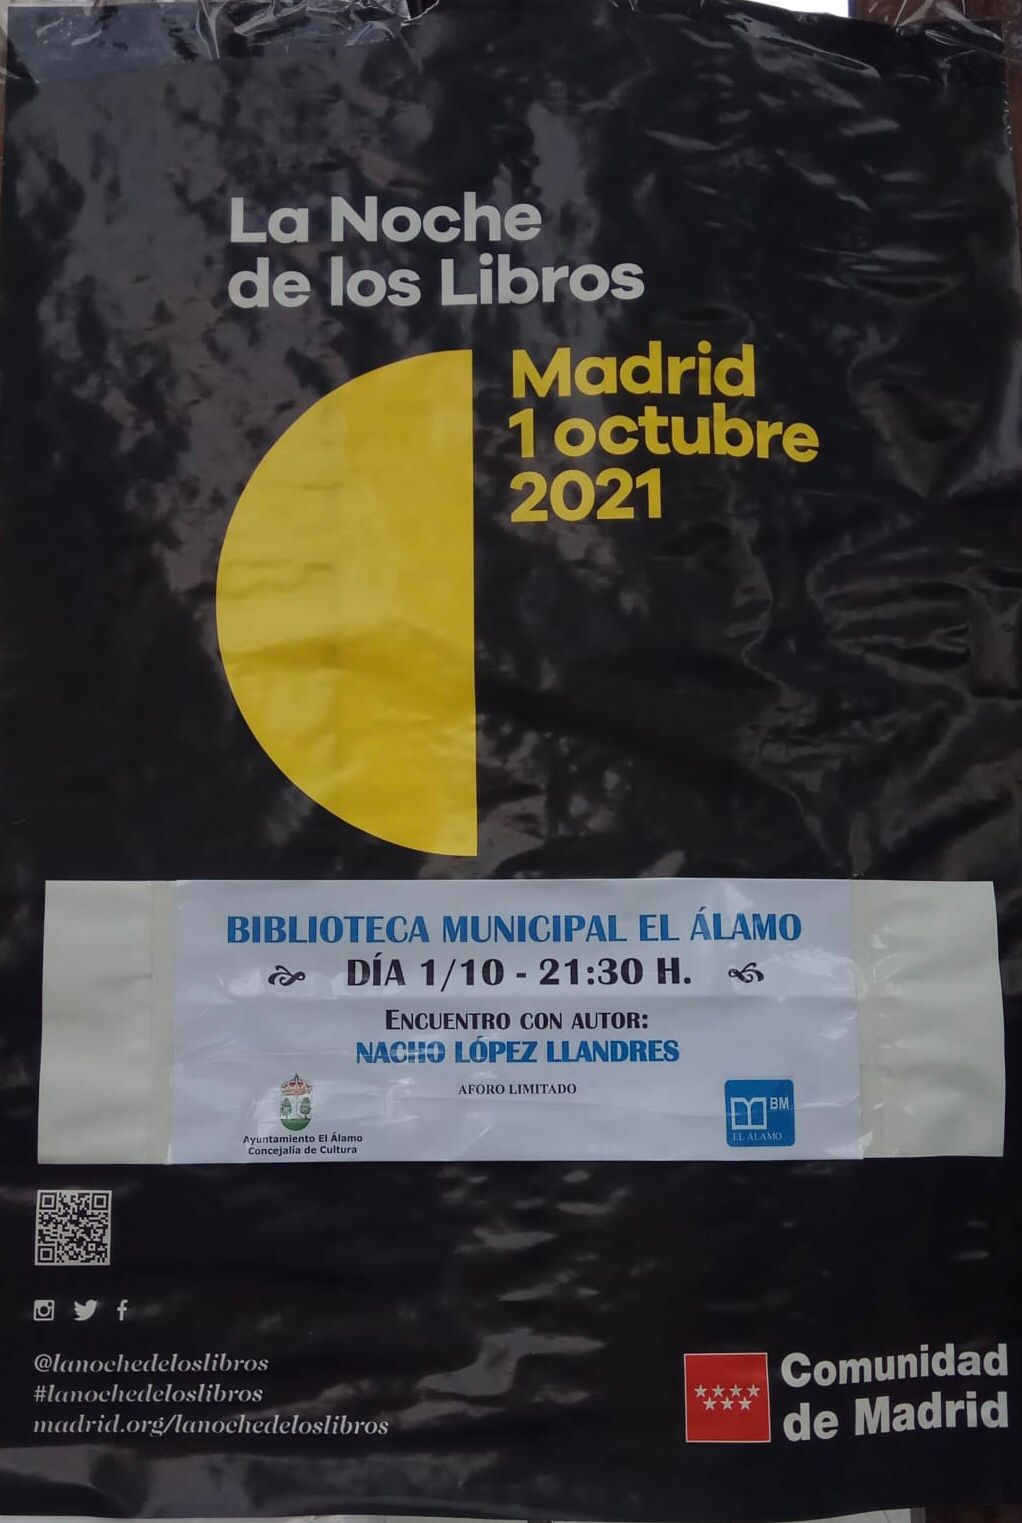 La Noche
de los Libros
Madrid
1 octubre
2021
BIBLIOTECA MUNICIPAL EL ÁLAMO
DÍA 1/10 - 21:30 H.
ENCUENTRO CON AUTOR:
NACHO LÓPEZ LLANDRES
AFORO LIMITADO
Ayuntamiento El Álamo
Concejalía de Cultura
BM
EL ÁLAMO
@lanochedeloslibros
#lanochedeloslibros
madrid.org/lanochedeloslibros
Comunidad
de Madrid